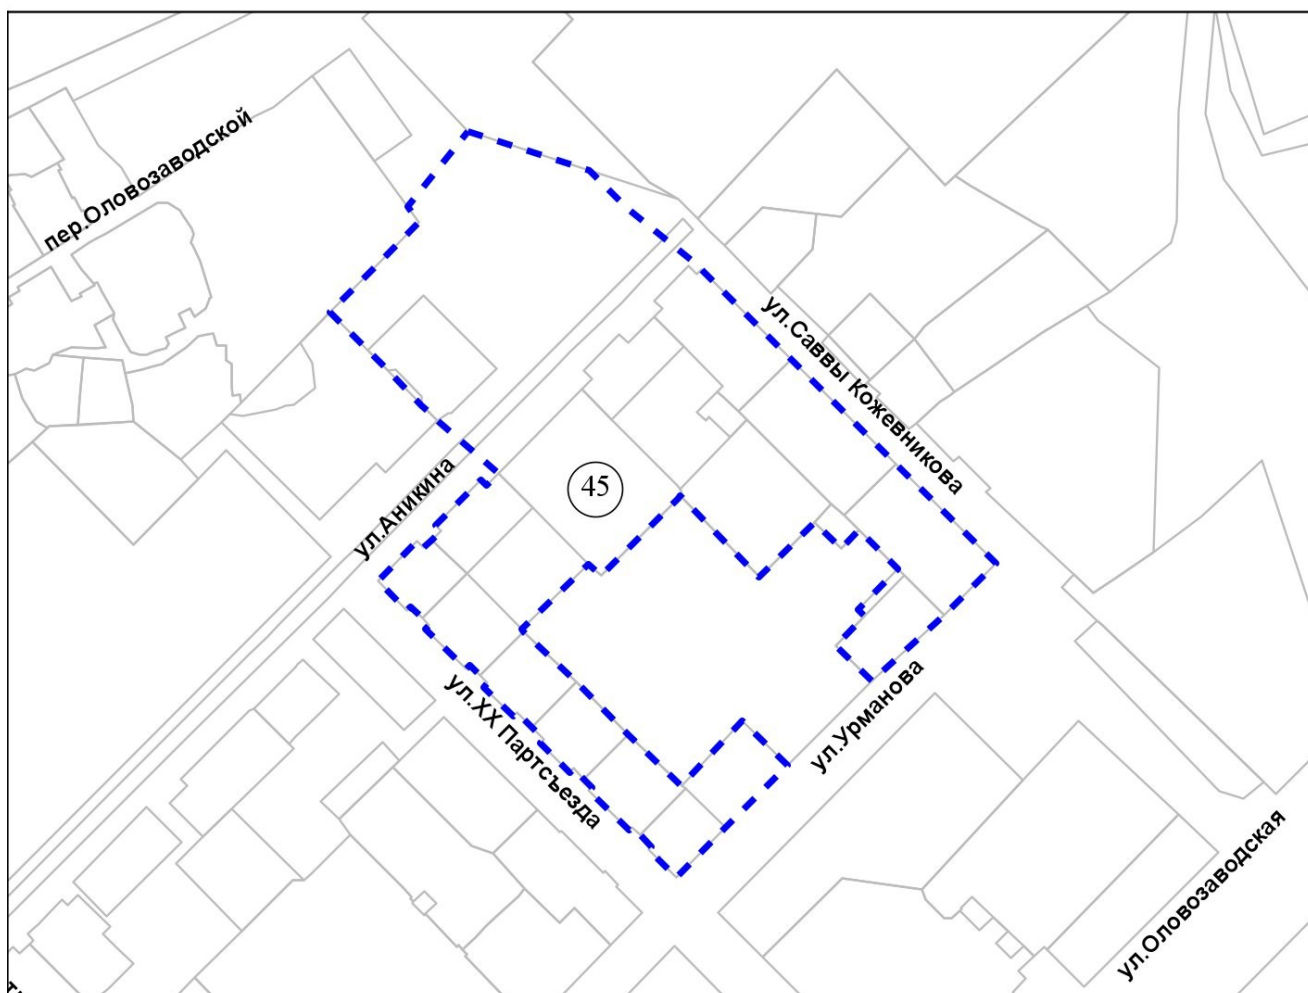 пер.Оловозаводской
ул.Саввы Кожевникова
ул.Аникина
45
ул.XX Партсъезда
ул.Урманова
ул.Оловозаводская